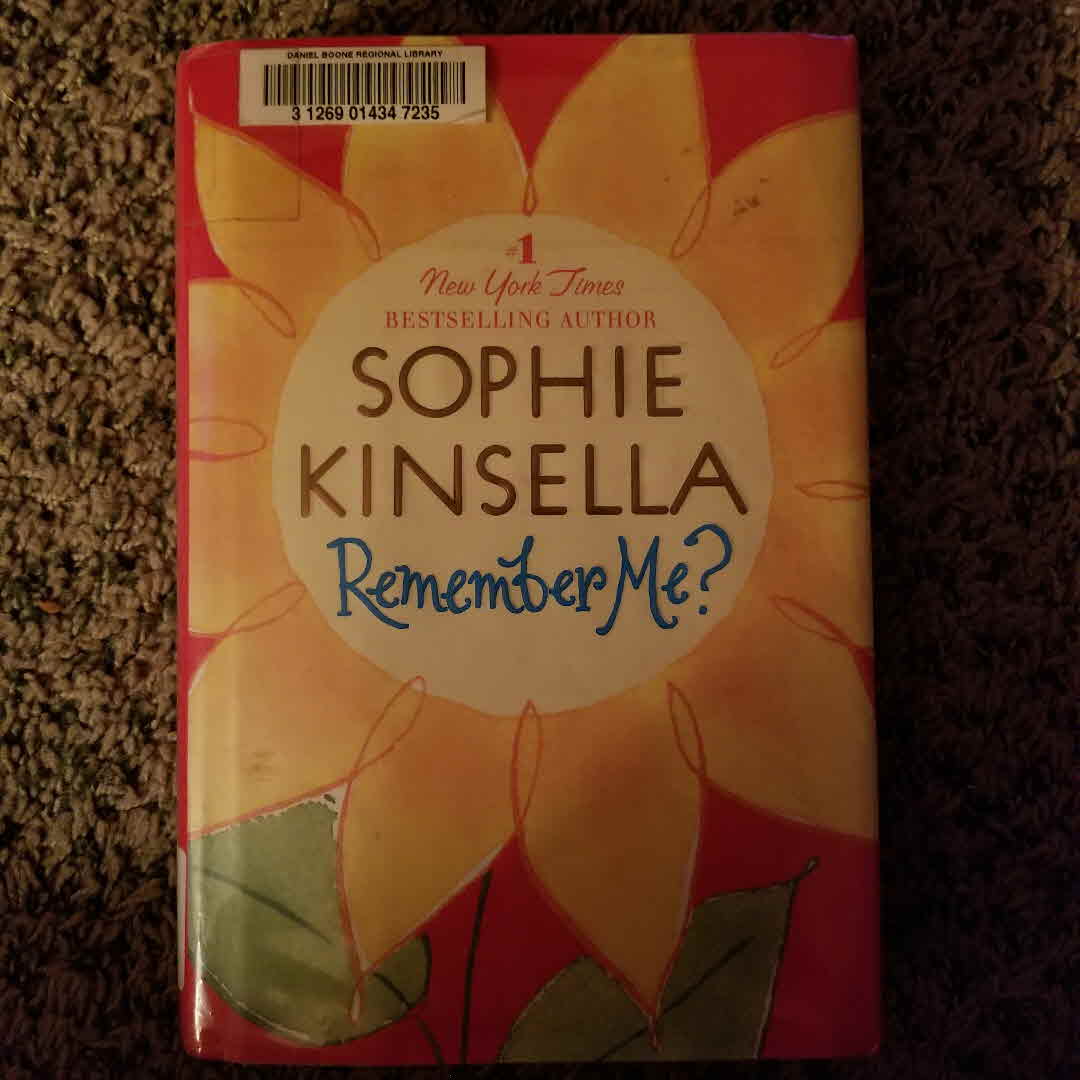 DANIEL BOONE REGIONAL LIBRARY
3 1269 01434 7235
#1
New York Times
BESTSELLING AUTHOR
SOPHIE
KINSELLA
Remember Me?